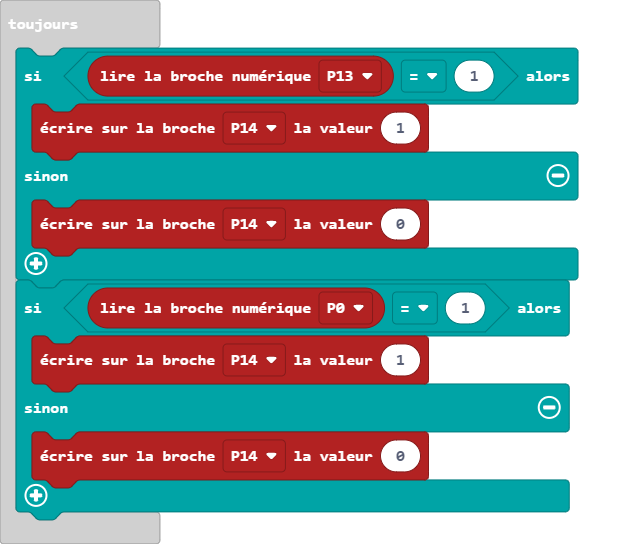 toujours
si lire la broche numérique P13 = 1 alors
écrire sur la broche P14 la valeur 1
sinon
écrire sur la broche P14 la valeur 0
si lire la broche numérique P0 = 1 alors
écrire sur la broche P14 la valeur 1
sinon
écrire sur la broche P14 la valeur 0